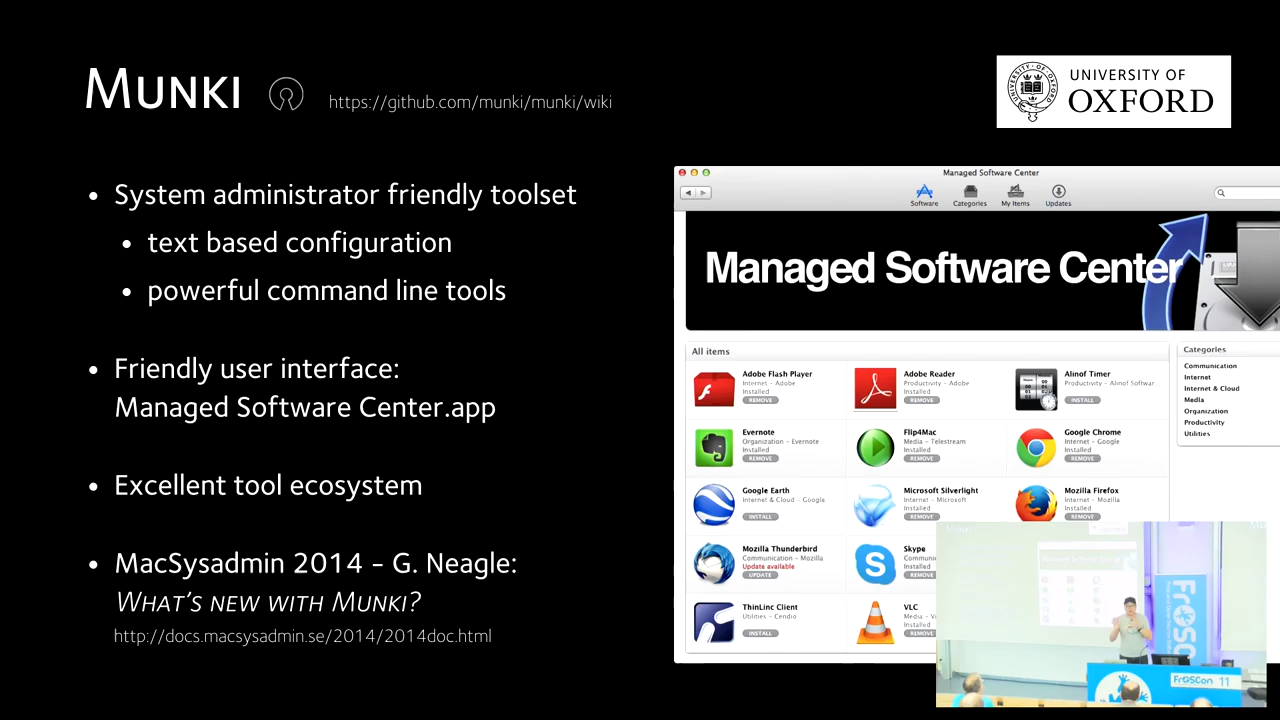 MUNKI
https://github.com/munki/munki/wiki
UNIVERSITY OF
OXFORD
• System administrator friendly toolset
• text based configuration
• powerful command line tools
• Friendly user interface:
Managed Software Center.app
• Excellent tool ecosystem
• MacSysadmin 2014 – G. Neagle:
WHAT'S NEW WITH MUNKI?
http://docs.macsysadmin.se/2014/2014doc.html
Managed Software Center
Software
Categories
My Items
Updates
Managed Software Center
All items
Adobe Flash Player
Internet - Adobe
Installed
REMOVE
Adobe Reader
Productivity - Adobe
Installed
REMOVE
Alinof Timer
Productivity - Alinof Softwar...
INSTALL
Evernote
Organization - Evernote
Installed
REMOVE
Flip4Mac
Media - Telestream
Installed
REMOVE
Google Chrome
Internet - Google
Installed
REMOVE
Google Earth
Internet & Cloud - Google
INSTALL
Microsoft Silverlight
Internet - Microsoft
Installed
REMOVE
Mozilla Firefox
Internet - Mozilla
Installed
REMOVE
Mozilla Thunderbird
Communication - Mozilla
Update available
UPDATE
Skype
Installed
REMOVE
ThinLinc Client
Utilities - Cendio
INSTALL
VLC
Installed
REMOVE
Categories
Communication
Internet
Internet & Cloud
Media
Organization
Productivity
Utilities
FrOSCon 11